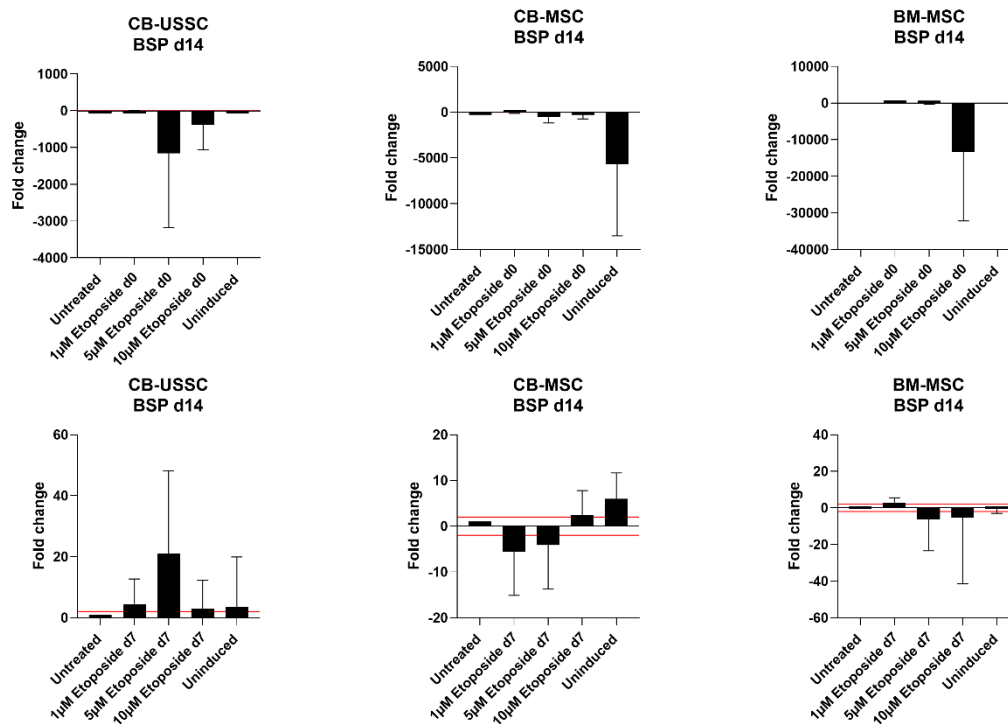 CB-USSC
BSP d14
Fold change
1000
0
-1000
-2000
-3000
-4000
Untreated
1µM Etoposide d0
5µM Etoposide d0
10µM Etoposide d0
Uninduced
CB-MSC
BSP d14
Fold change
5000
0
-5000
-10000
-15000
Untreated
1µM Etoposide d0
5µM Etoposide d0
10µM Etoposide d0
Uninduced
BM-MSC
BSP d14
Fold change
10000
0
-10000
-20000
-30000
-40000
Untreated
1µM Etoposide d0
5µM Etoposide d0
10µM Etoposide d0
Uninduced
CB-USSC
BSP d14
Fold change
60
40
20
0
Untreated
1µM Etoposide d7
5µM Etoposide d7
10µM Etoposide d7
Uninduced
CB-MSC
BSP d14
Fold change
20
10
0
-10
-20
Untreated
1µM Etoposide d7
5µM Etoposide d7
10µM Etoposide d7
Uninduced
BM-MSC
BSP d14
Fold change
40
20
0
-20
-40
-60
Untreated
1µM Etoposide d7
5µM Etoposide d7
10µM Etoposide d7
Uninduced